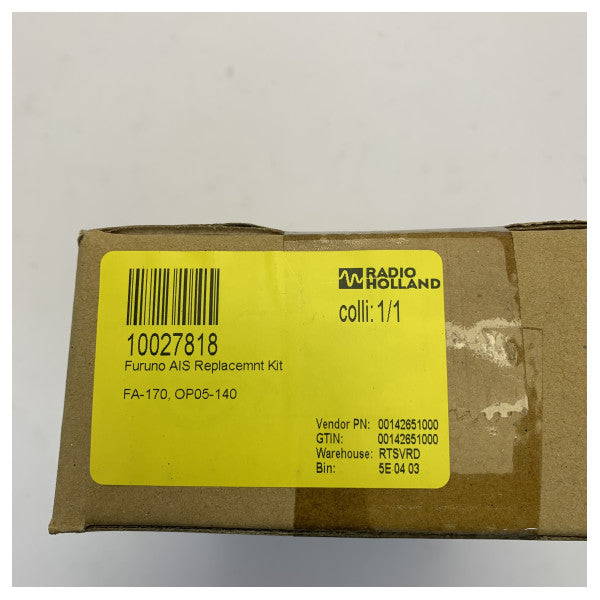 RADIO
HOLLAND
colli: 1/1
10027818
Furuno AIS Replacemnt Kit
FA-170, OP05-140
Vendor PN: 00142651000
GTIN: 00142651000
Warehouse: RTSVRD
Bin: 5E 04 03